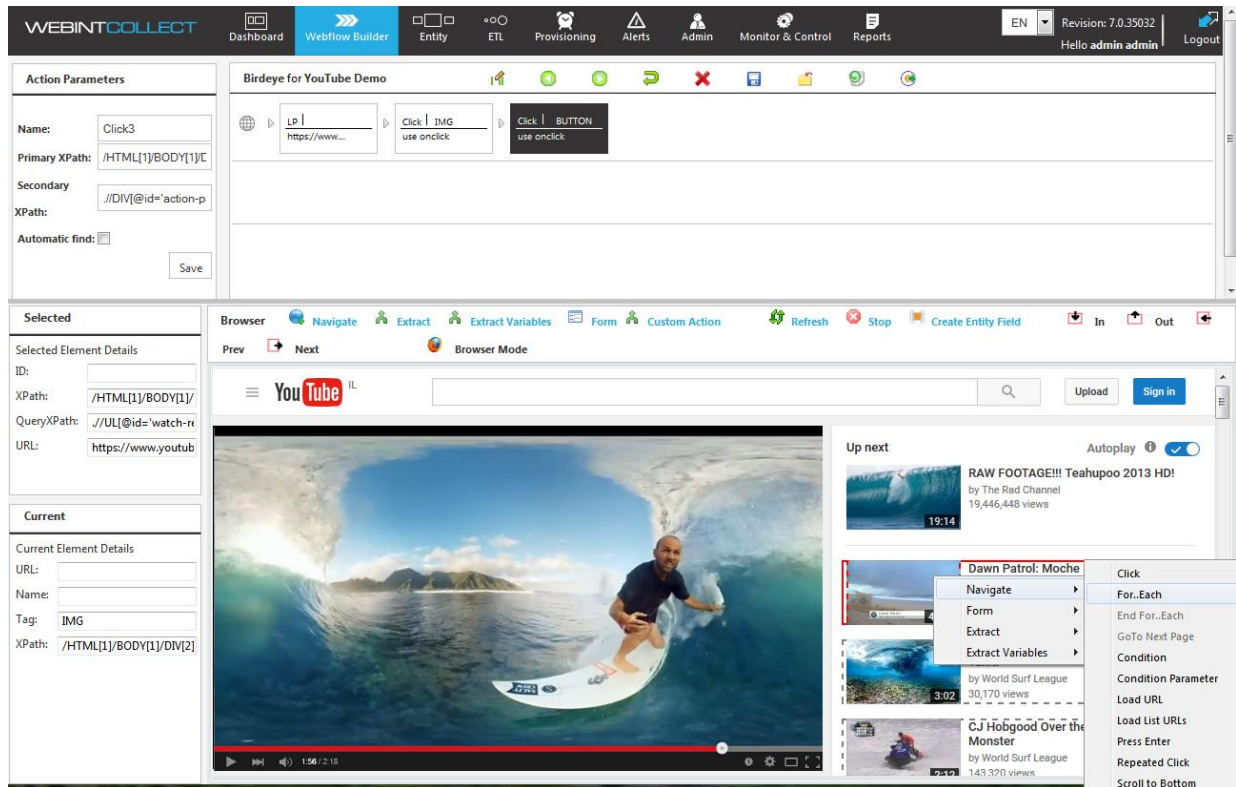 WEBINTCOLLECT
Dashboard
Webflow Builder
Entity
ETL
Provisioning
Alerts
Admin
Monitor & Control
Reports
EN
Revision: 7.0.35032
Hello admin admin
Logout
Action Parameters
Name: Click3
Primary XPath: /HTML[1]/BODY[1]/D
Secondary
XPath:
.//DIV[@id='action-p
Automatic find:
Save
Birdeye for YouTube Demo
LP
https://www....
Click IMG
use onclick
Click BUTTON
use onclick
Selected
Selected Element Details
ID:
XPath: /HTML[1]/BODY[1]/
QueryXPath: .//UL[@id='watch-re
URL: https://www.youtub
Current
Current Element Details
URL:
Name:
Tag: IMG
XPath: /HTML[1]/BODY[1]/DIV[2]
Browser Navigate Extract Extract Variables Form Custom Action Refresh Stop Create Entity Field In Out
Prev Next Browser Mode
YouTube IL
Upload
Sign in
1:56 / 2:18
Up next
Autoplay
RAW FOOTAGE!!! Teahupoo 2013 HD!
by The Rad Channel
19,446,448 views
19:14
Dawn Patrol: Moche
by World Surf League
30,170 views
3:02
CJ Hobgood Over the
Monster
by World Surf League
143,320 views
2:12
Navigate
Form
Extract
Extract Variables
Click
For..Each
End For..Each
GoTo Next Page
Condition
Condition Parameter
Load URL
Load List URLs
Press Enter
Repeated Click
Scroll to Bottom